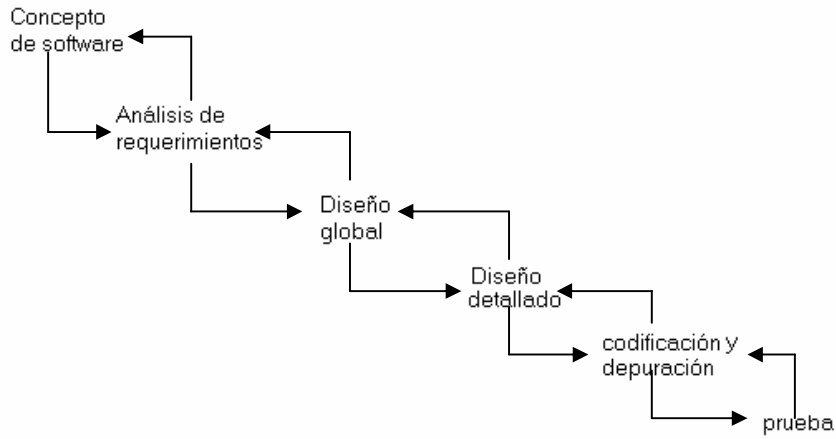 Concepto
de software
Análisis de
requerimientos
Diseño
global
Diseño
detallado
codificación y
depuración
prueba